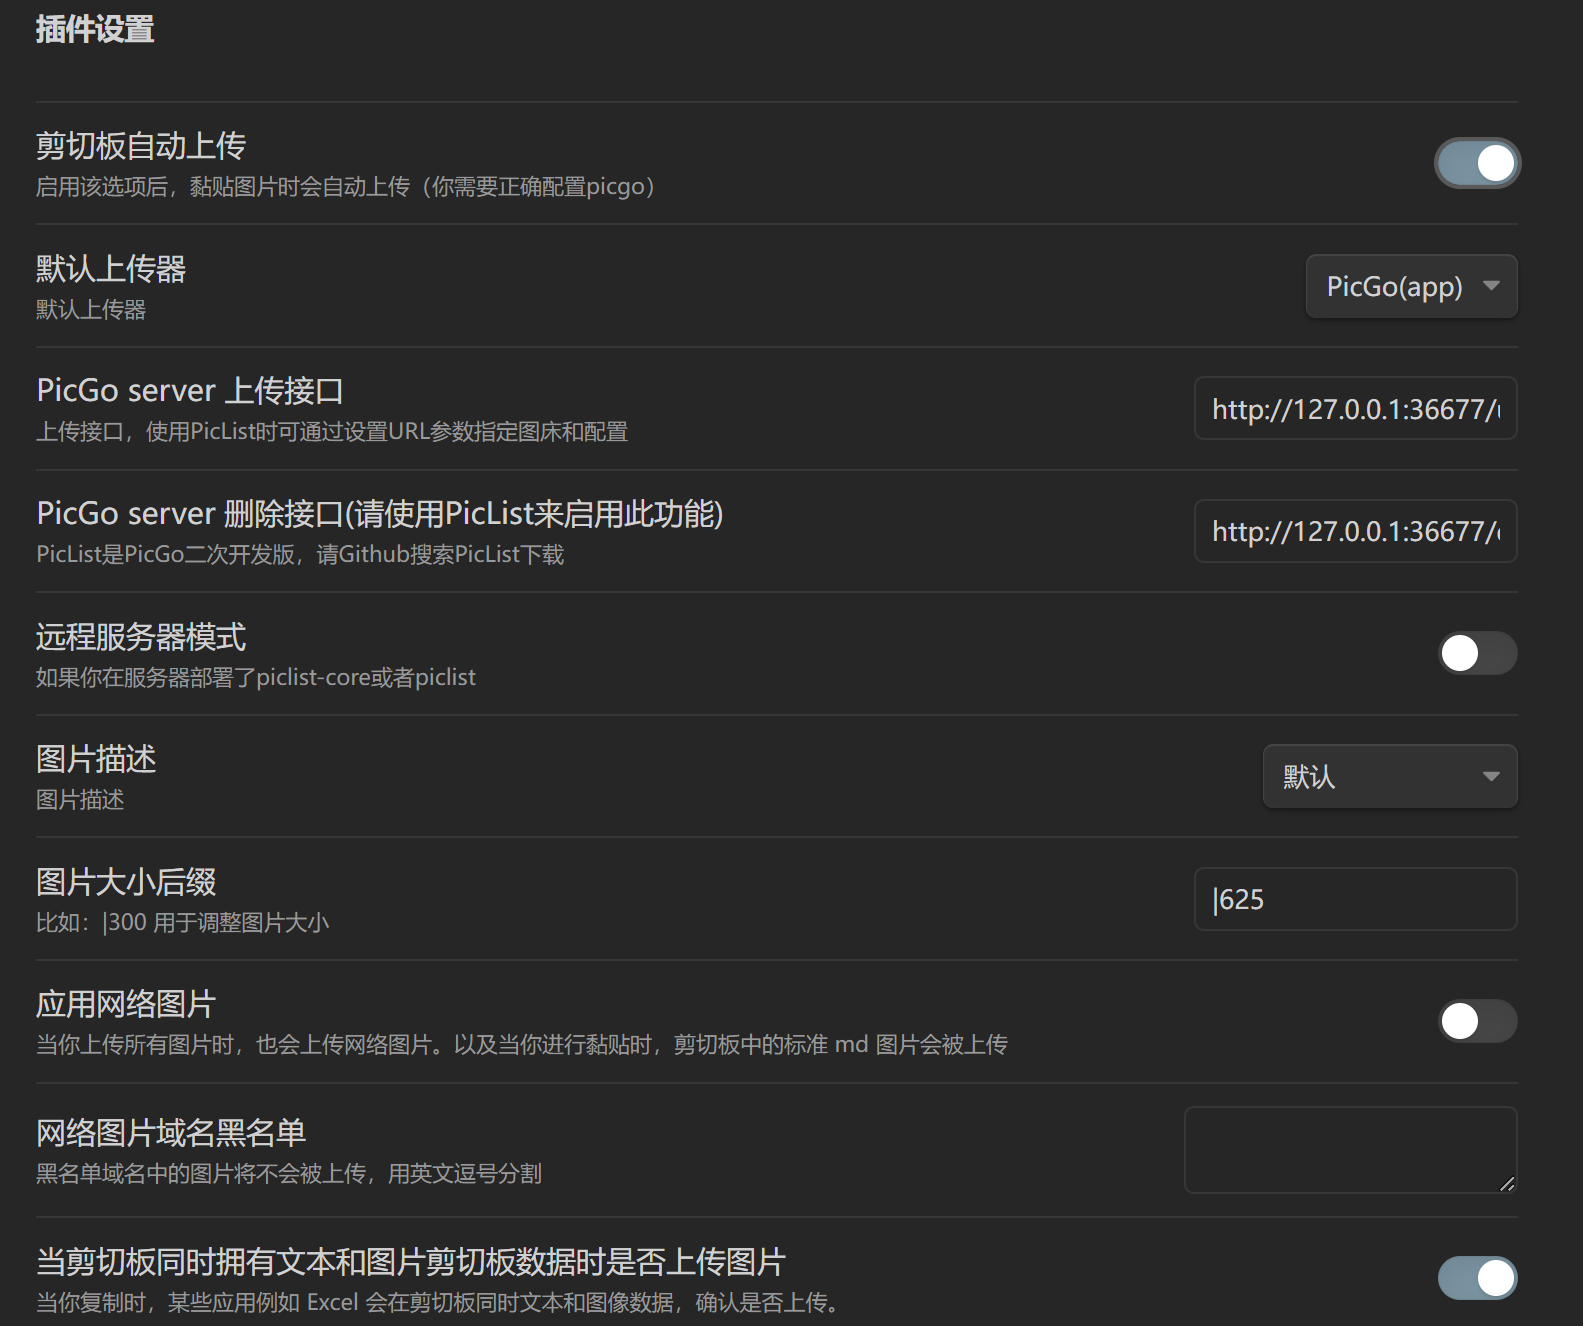 插件设置
剪切板自动上传
启用该选项后，黏贴图片时会自动上传（你需要正确配置picgo）
默认上传器
默认上传器
PicGo(app)
PicGo server 上传接口
上传接口，使用PicList时可通过设置URL参数指定图床和配置
http://127.0.0.1:36677/
PicGo server 删除接口(请使用PicList来启用此功能)
PicList是PicGo二次开发版，请Github搜索PicList下载
http://127.0.0.1:36677/
远程服务器模式
如果你在服务器部署了piclist-core或者piclist
图片描述
图片描述
默认
图片大小后缀
比如：|300 用于调整图片大小
|625
应用网络图片
当你上传所有图片时，也会上传网络图片。以及当你进行黏贴时，剪切板中的标准 md 图片会被上传
网络图片域名黑名单
黑名单域名中的图片将不会被上传，用英文逗号分割
当剪切板同时拥有文本和图片剪切板数据时是否上传图片
当你复制时，某些应用例如 Excel 会在剪切板同时文本和图像数据，确认是否上传。